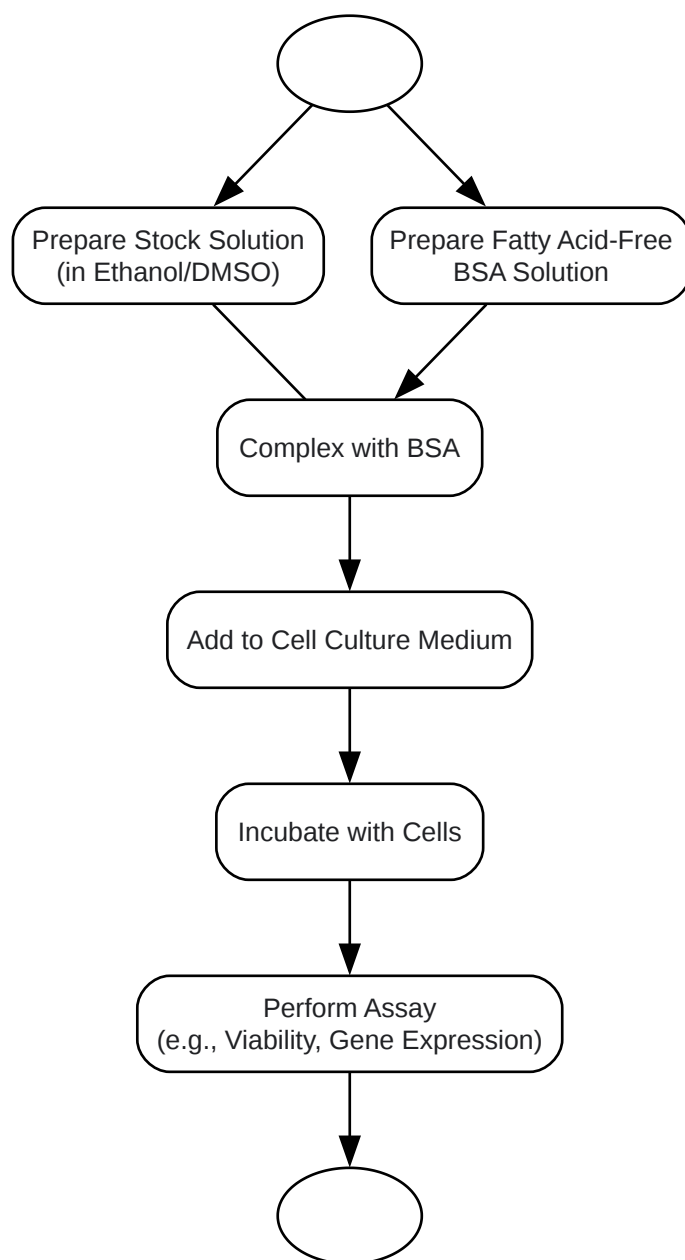 Prepare Stock Solution
(in Ethanol/DMSO)
Prepare Fatty Acid-Free
BSA Solution
Complex with BSA
Add to Cell Culture Medium
Incubate with Cells
Perform Assay
(e.g., Viability, Gene Expression)